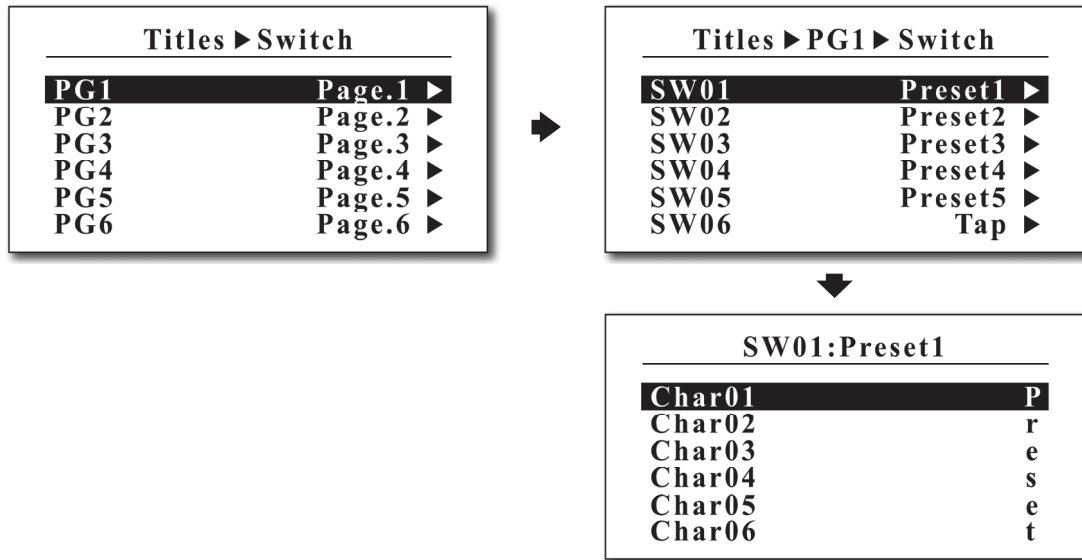 Titles ▶ Switch
PG1 Page.1 ▶
PG2 Page.2 ▶
PG3 Page.3 ▶
PG4 Page.4 ▶
PG5 Page.5 ▶
PG6 Page.6 ▶
Titles ▶ PG1 ▶ Switch
SW01 Preset1 ▶
SW02 Preset2 ▶
SW03 Preset3 ▶
SW04 Preset4 ▶
SW05 Preset5 ▶
SW06 Tap ▶
SW01:Preset1
Char01 P
Char02 r
Char03 e
Char04 s
Char05 e
Char06 t